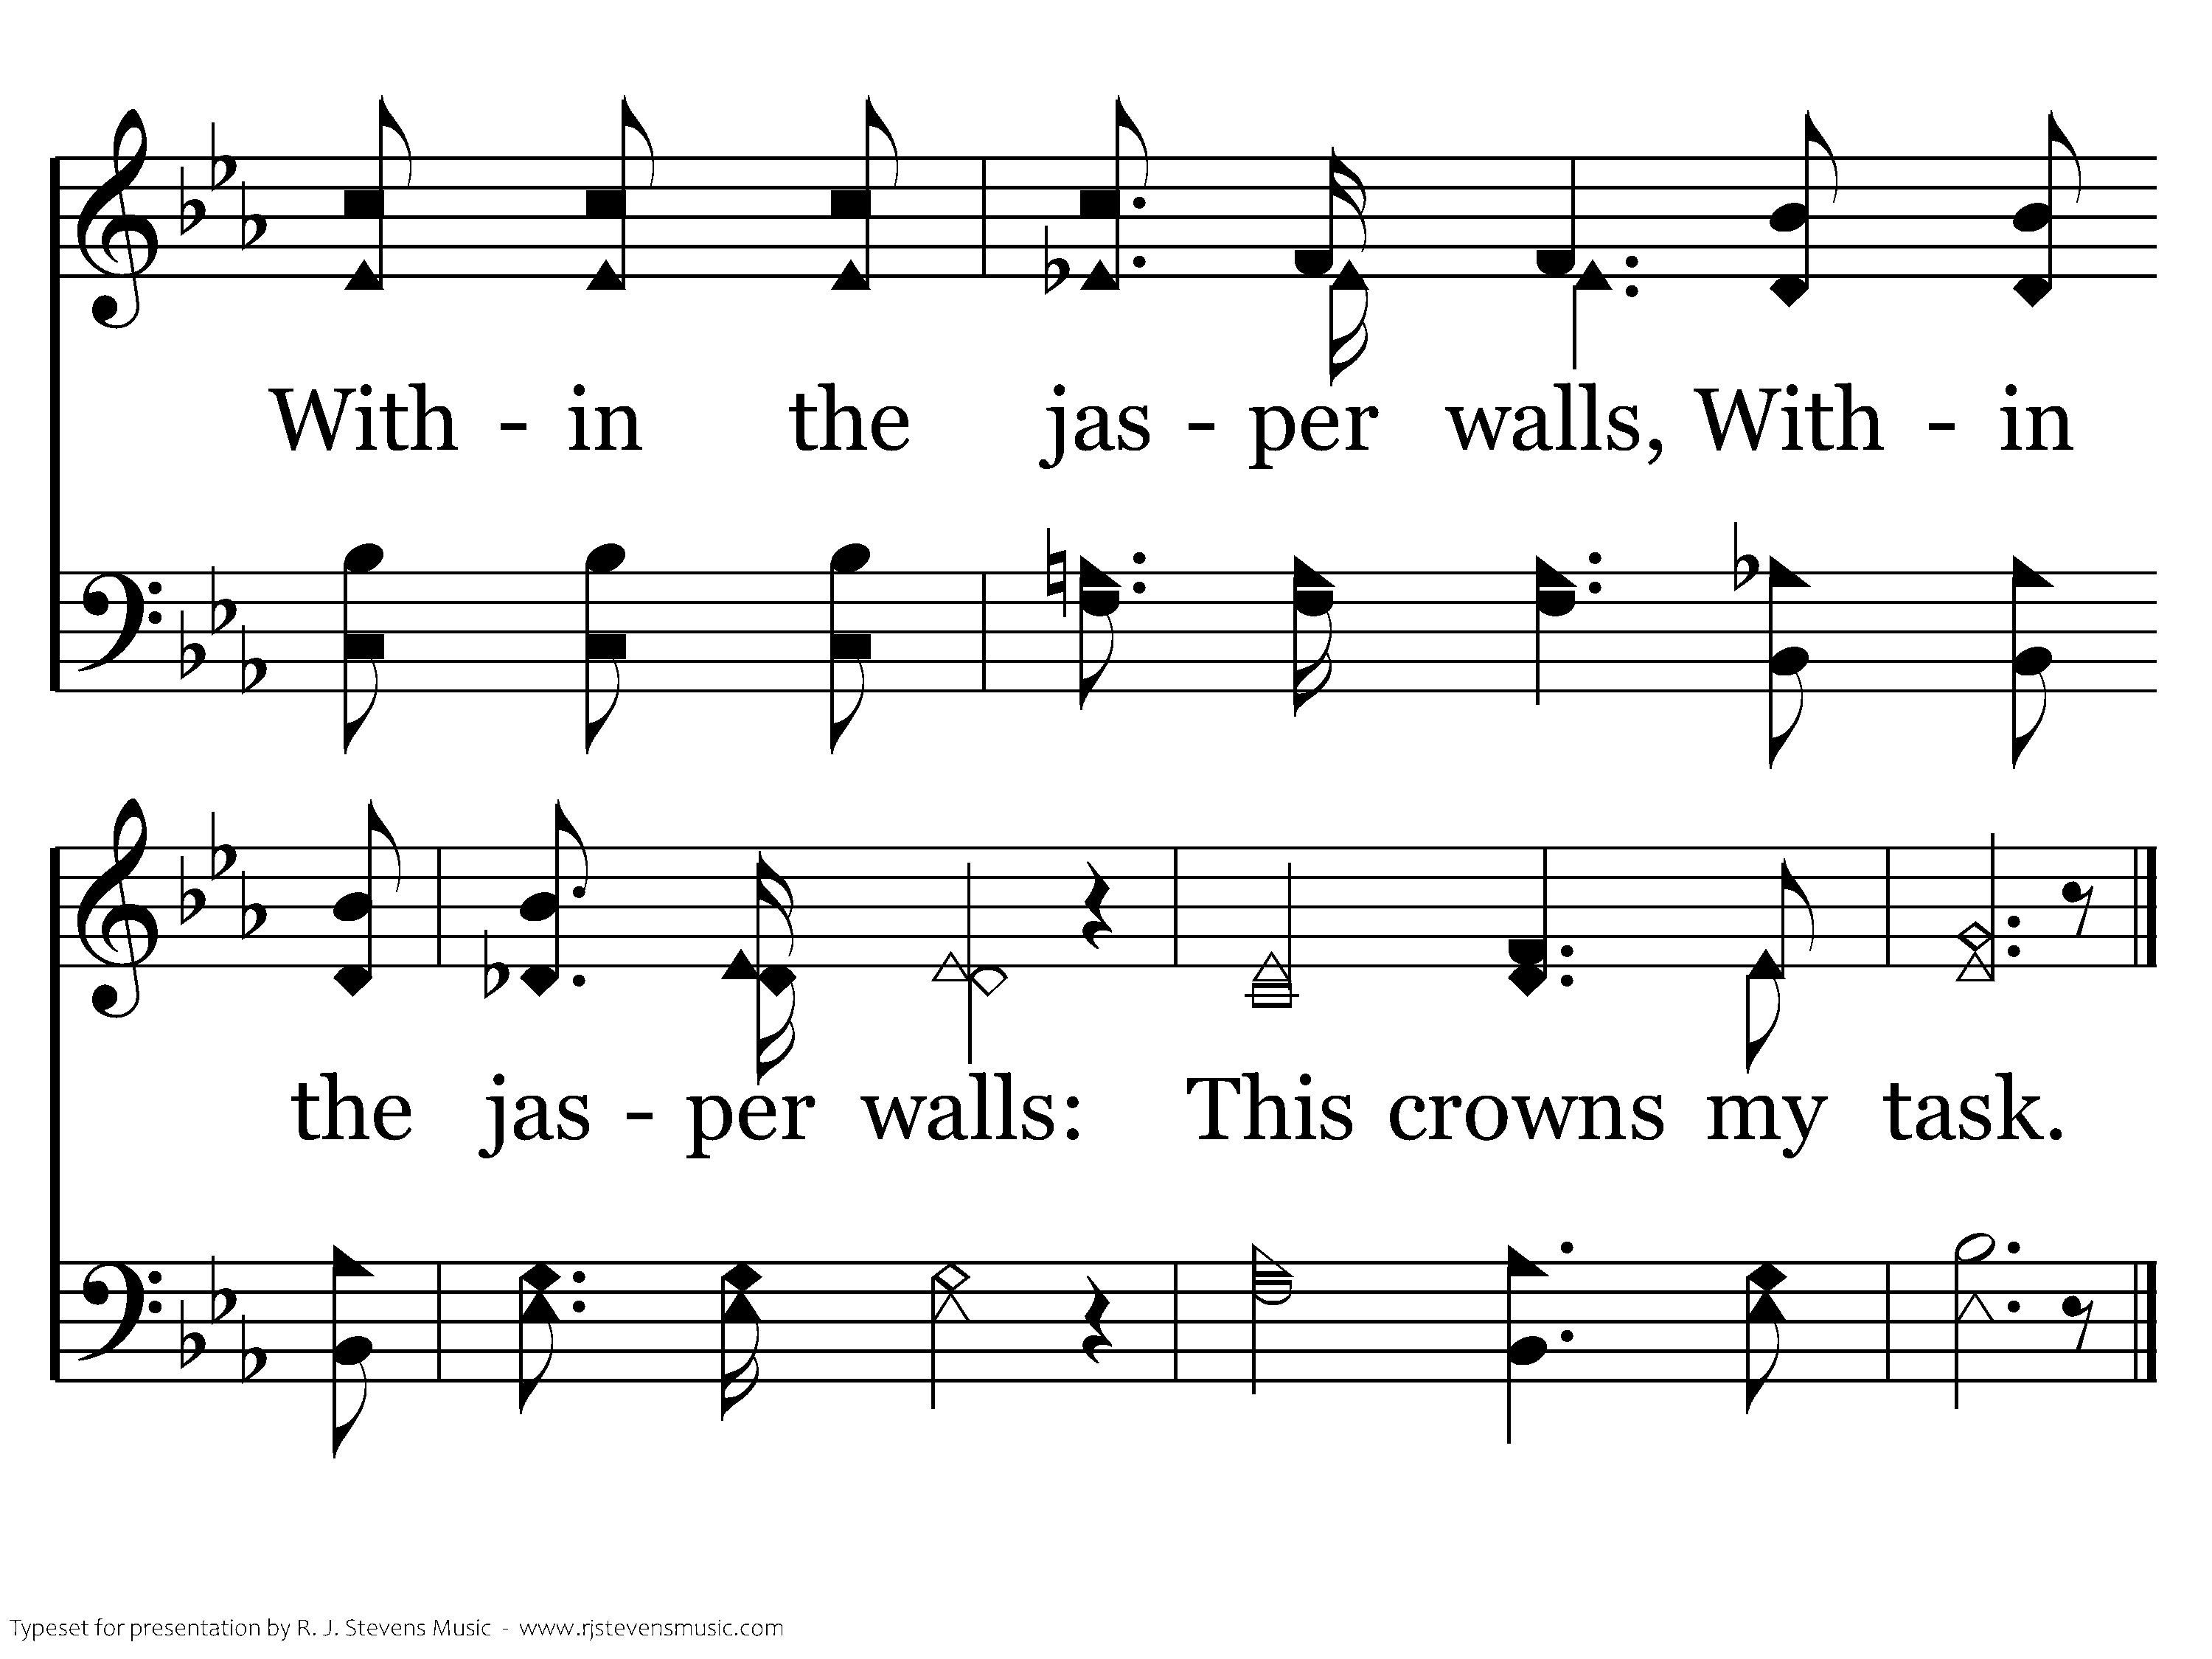 With - in the jas - per walls, With - in
the jas - per walls: This crowns my task.
Typeset for presentation by R. J. Stevens Music - www.rjstevensmusic.com